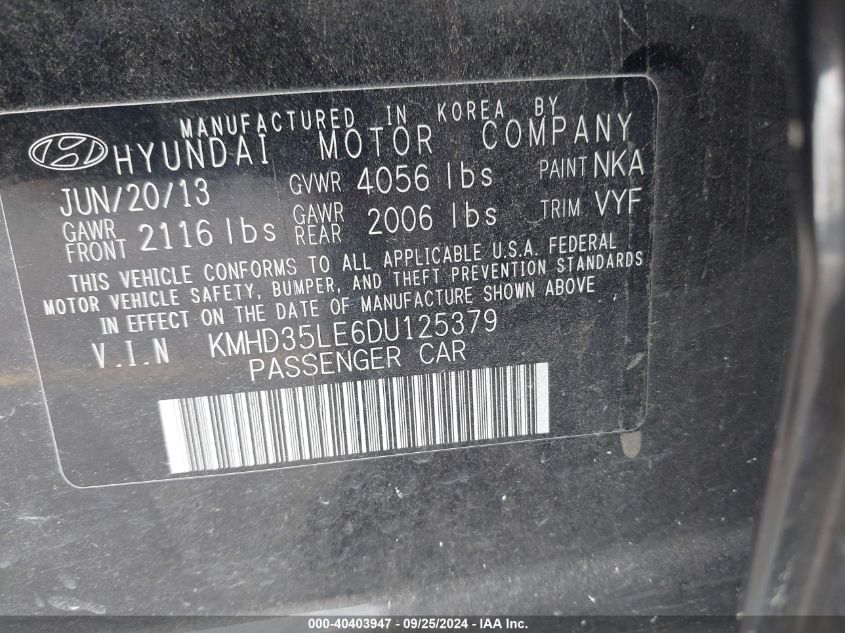 MANUFACTURED IN KOREA BY
HYUNDAI MOTOR COMPANY
JUN/20/13 GVWR 4056 lbs PAINT NKA
GAWR FRONT 2116 lbs GAWR REAR 2006 lbs TRIM VYF
THIS VEHICLE CONFORMS TO ALL APPLICABLE U.S.A. FEDERAL
MOTOR VEHICLE SAFETY, BUMPER, AND THEFT PREVENTION STANDARDS
IN EFFECT ON THE DATE OF MANUFACTURE SHOWN ABOVE
V.I.N KMHD35LE6DU125379
PASSENGER CAR
000-40403947 - 09/25/2024 - IAA Inc.